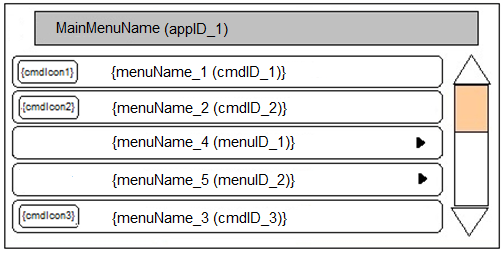 MainMenuName (appID_1)
{cmdIcon1} {menuName_1 (cmdID_1)}
{cmdIcon2} {menuName_2 (cmdID_2)}
{menuName_4 (menuID_1)}
{menuName_5 (menuID_2)}
{cmdIcon3} {menuName_3 (cmdID_3)}